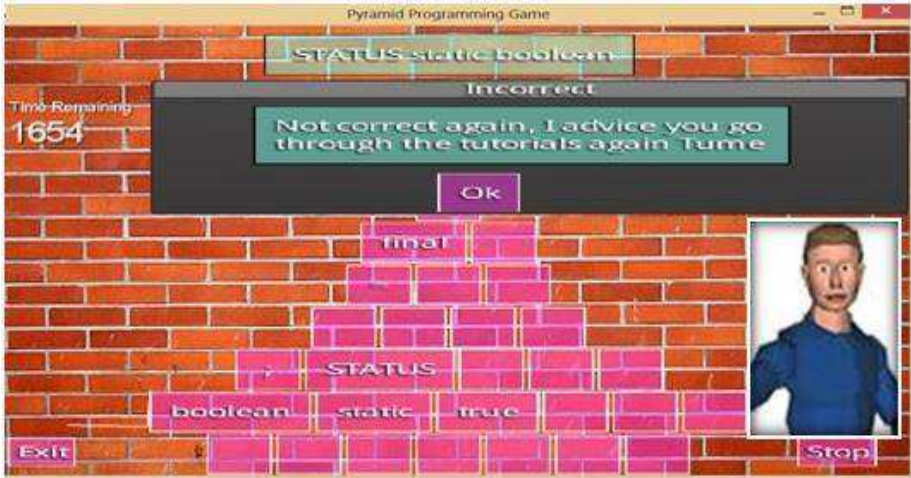 Pyramid Programming Game
STATUS static boolean
Incorrect
Time Remaining
1654
Not correct again, I advice you go
through the tutorials again Tume
Ok
final
STATUS
boolean static true
Exit
Stop